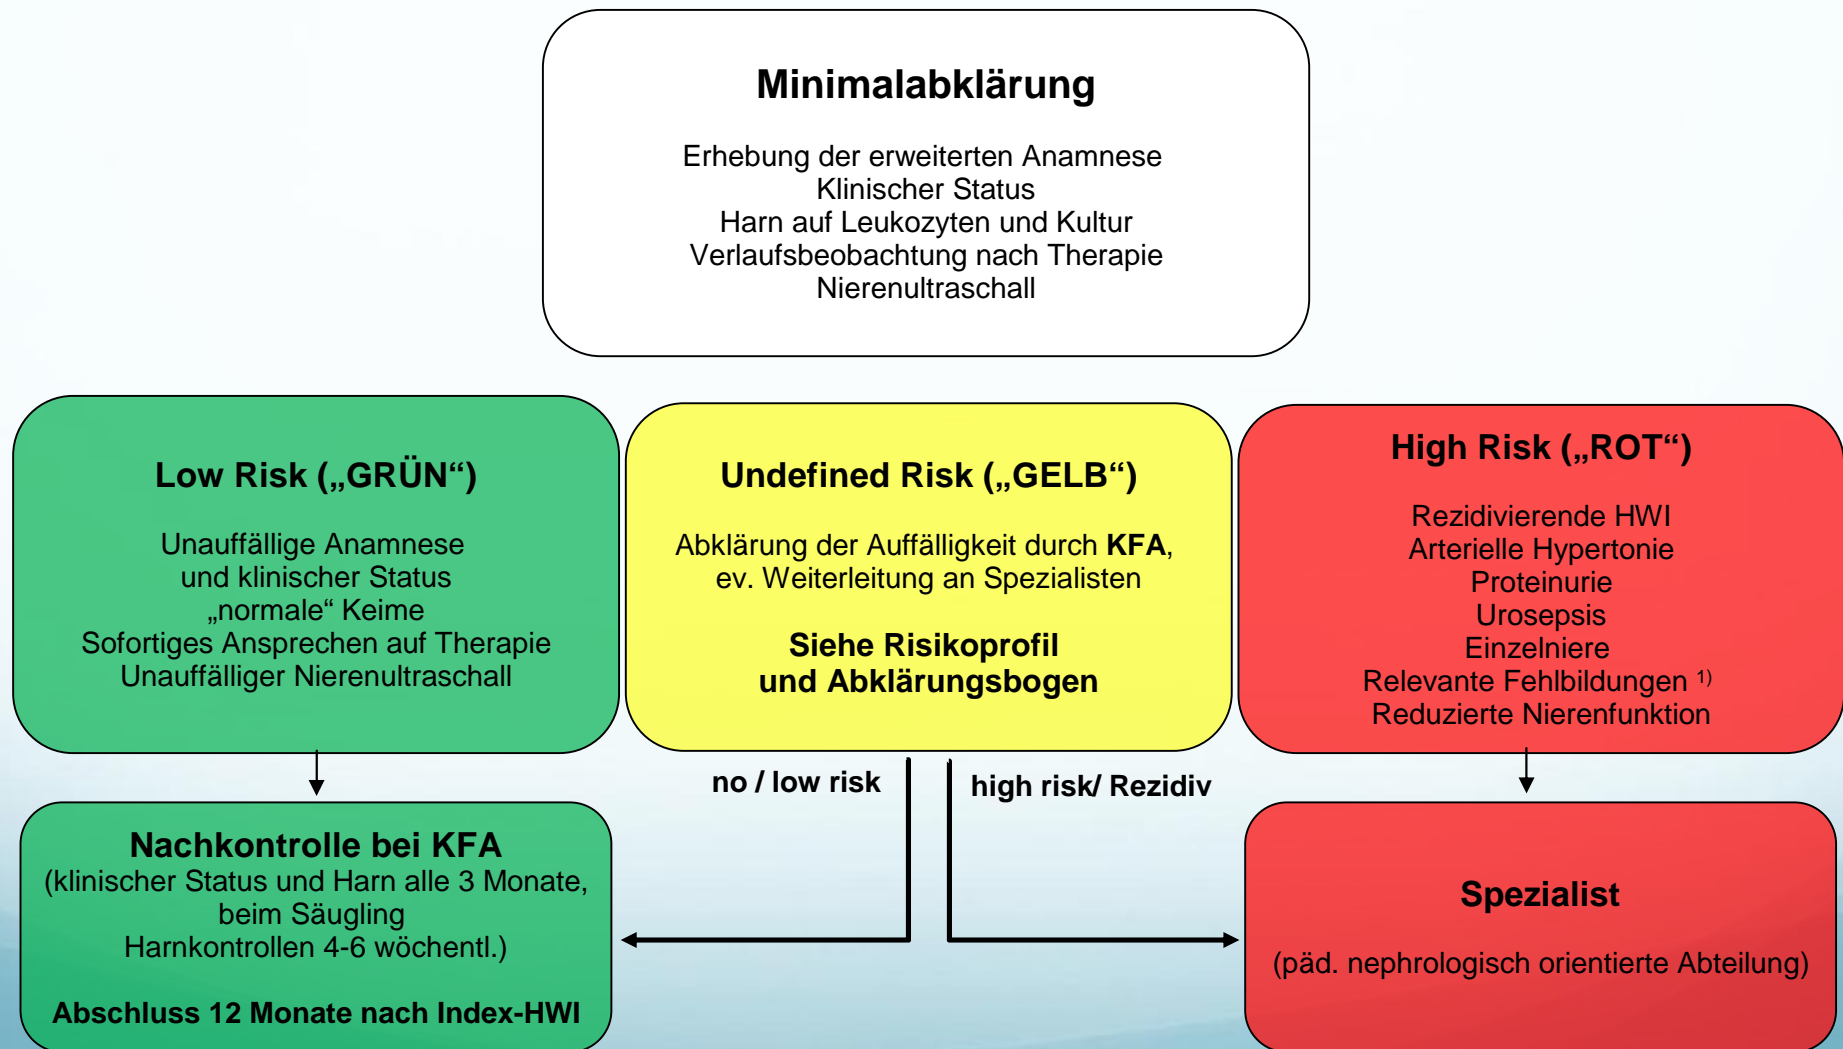 Minimalabklärung
Erhebung der erweiterten Anamnese
Klinischer Status
Harn auf Leukozyten und Kultur
Verlaufsbeobachtung nach Therapie
Nierenultraschall
Low Risk („GRÜN“)
Unauffällige Anamnese
und klinischer Status
„normale“ Keime
Sofortiges Ansprechen auf Therapie
Unauffälliger Nierenultraschall
Undefined Risk („GELB“)
Abklärung der Auffälligkeit durch KFA,
ev. Weiterleitung an Spezialisten
Siehe Risikoprofil
und Abklärungsbogen
High Risk („ROT“)
Rezidivierende HWI
Arterielle Hypertonie
Proteinurie
Urosepsis
Einzelniere
Relevante Fehlbildungen ¹⁾
Reduzierte Nierenfunktion
no / low risk
high risk/ Rezidiv
Nachkontrolle bei KFA
(klinischer Status und Harn alle 3 Monate,
beim Säugling
Harnkontrollen 4-6 wöchentl.)
Abschluss 12 Monate nach Index-HWI
Spezialist
(päd. nephrologisch orientierte Abteilung)